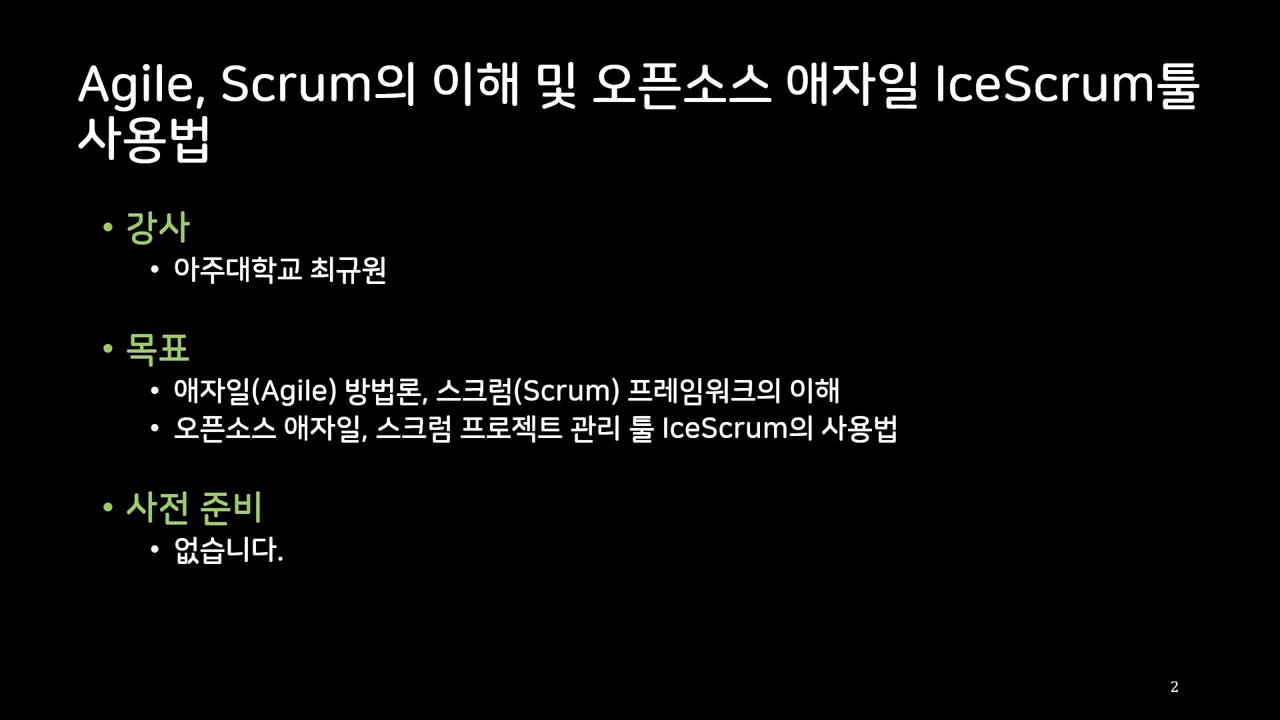 Agile, Scrum의 이해 및 오픈소스 애자일 IceScrum툴
사용법
• 강사
• 아주대학교 최규원
• 목표
• 애자일(Agile) 방법론, 스크럼(Scrum) 프레임워크의 이해
• 오픈소스 애자일, 스크럼 프로젝트 관리 툴 IceScrum의 사용법
• 사전 준비
• 없습니다.
2